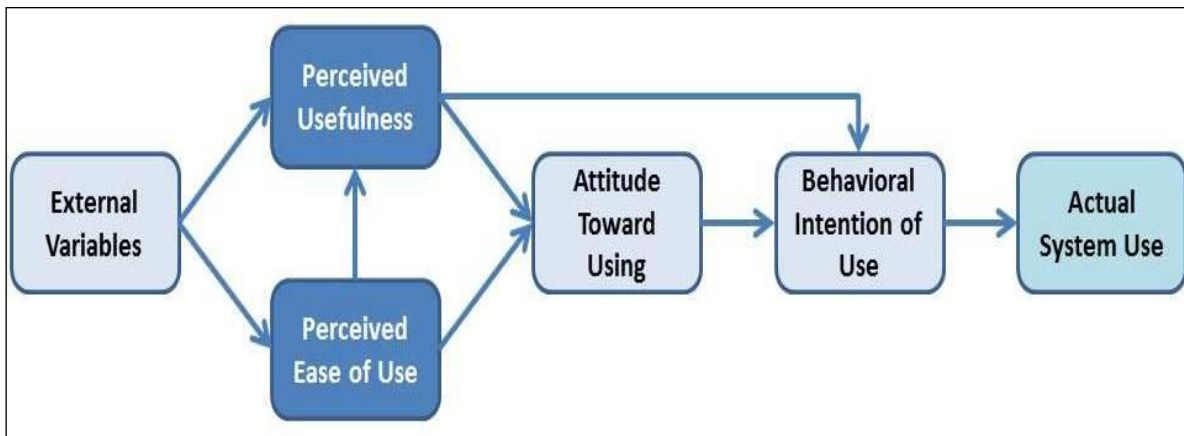 Perceived
Usefulness
External
Variables
Perceived
Ease of Use
Attitude
Toward
Using
Behavioral
Intention of
Use
Actual
System Use